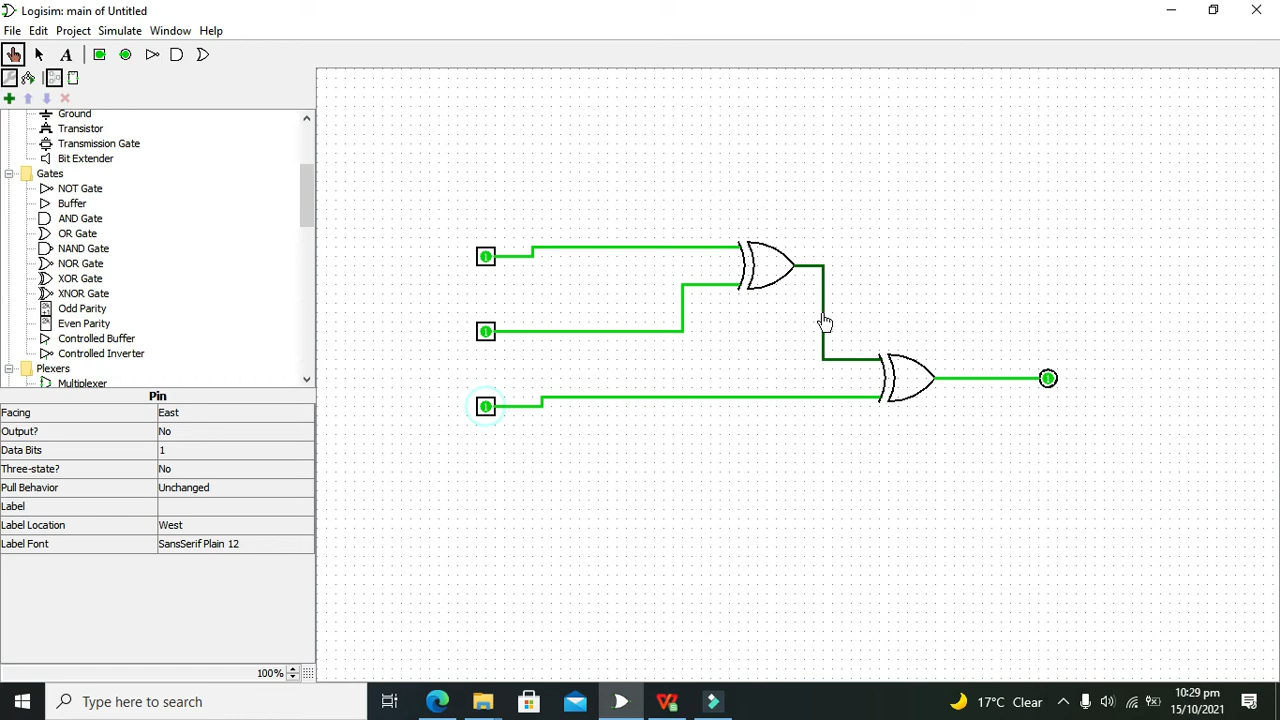 Logisim: main of Untitled
File Edit Project Simulate Window Help
A
Ground
Transistor
Transmission Gate
Bit Extender
Gates
NOT Gate
Buffer
AND Gate
OR Gate
NAND Gate
NOR Gate
XOR Gate
XNOR Gate
Odd Parity
Even Parity
Controlled Buffer
Controlled Inverter
Plexers
Multiplexer
1
1
1
1
Pin
Facing East
Output? No
Data Bits 1
Three-state? No
Pull Behavior Unchanged
Label
Label Location West
Label Font SansSerif Plain 12
100%
Type here to search
17°C Clear
10:29 pm
15/10/2021